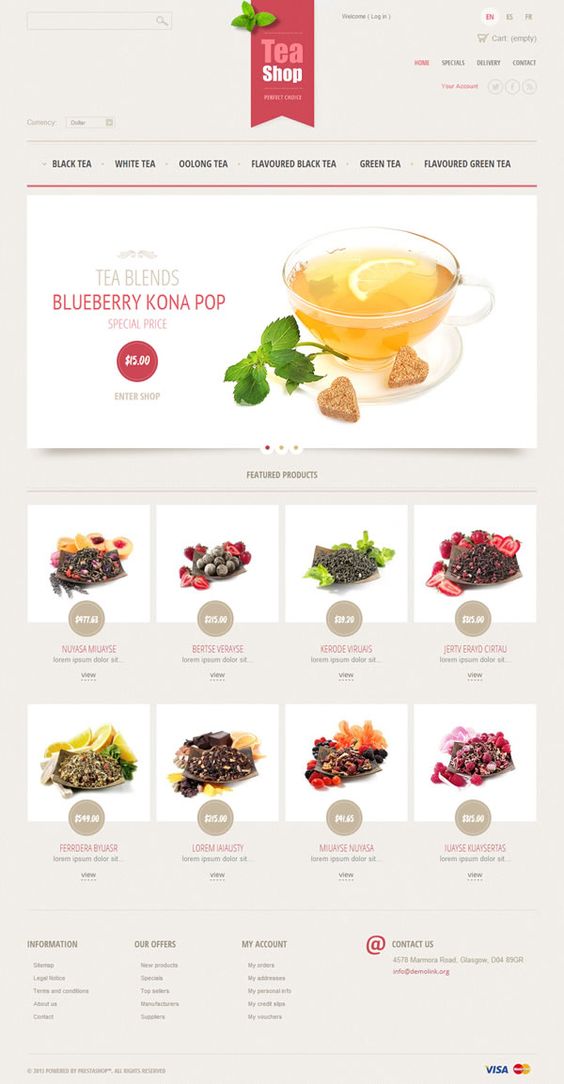 Welcome ( Log in )
EN ES FR
Cart: (empty)
Tea
Shop
PERFECT CHOICE
HOME SPECIALS DELIVERY CONTACT
Your Account
Currency: Dollar
BLACK TEA WHITE TEA OOLONG TEA FLAVOURED BLACK TEA GREEN TEA FLAVOURED GREEN TEA
TEA BLENDS
BLUEBERRY KONA POP
SPECIAL PRICE
$15.00
ENTER SHOP
FEATURED PRODUCTS
$477.63 $215.00 $39.20 $325.00
NUYASA MIUAYSE BERTSE VERAYSE KERODE VIRUAIS JERTV ERAYD CIRTAU
lorem ipsum dolor sit... lorem ipsum dolor sit... lorem ipsum dolor sit... lorem ipsum dolor sit...
view view view view
$549.00 $215.00 $41.65 $315.00
FERRDERA BYUASR LOREM IAIAUSTY MIUAYSE NUYASA IUAYSE KUAYSERTAS
lorem ipsum dolor sit... lorem ipsum dolor sit... lorem ipsum dolor sit... lorem ipsum dolor sit...
view view view view
INFORMATION OUR OFFERS MY ACCOUNT @ CONTACT US
Sitemap New products My orders 4578 Marmora Road, Glasgow, D04 89GR
Legal Notice Specials My addresses info@demolink.org
Terms and conditions Top sellers My personal info
About us Manufacturers My credit slips
Contact Suppliers My vouchers
© 2013 POWERED BY PRESTASHOP™. ALL RIGHTS RESERVED VISA MasterCard